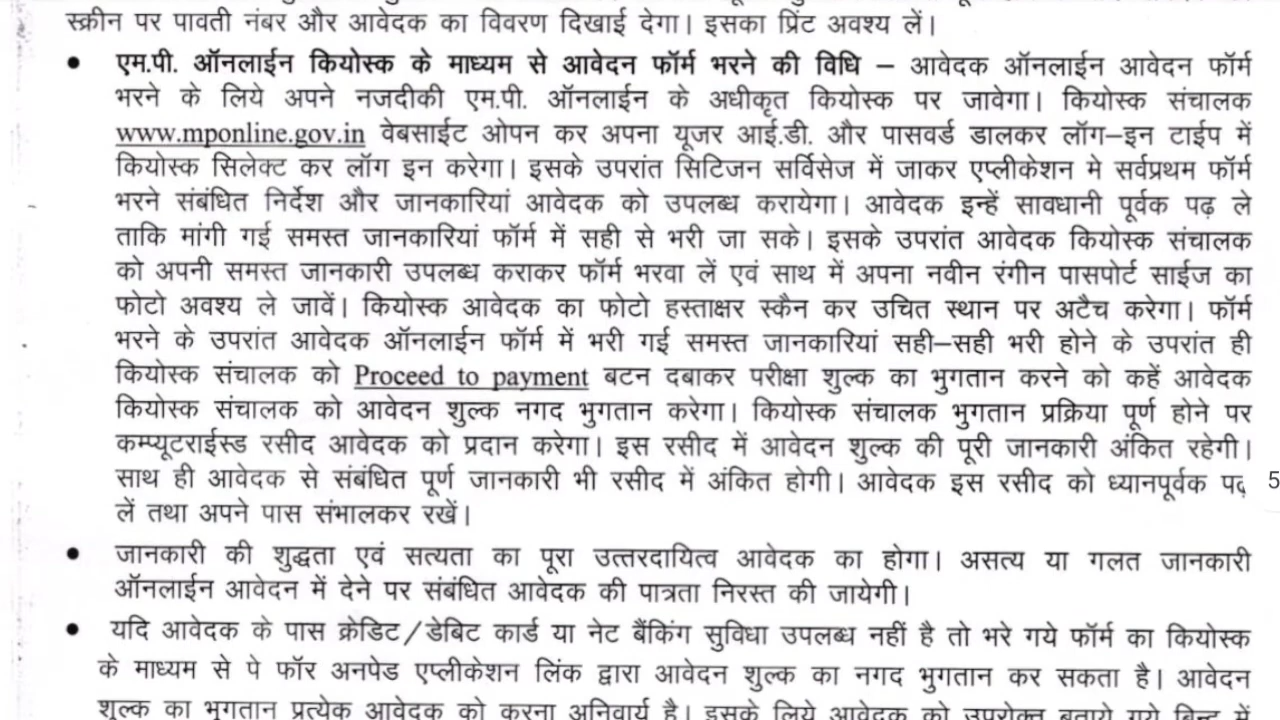 स्क्रीन पर पावती नंबर और आवेदक का विवरण दिखाई देगा। इसका प्रिंट अवश्य लें।
• एम.पी. ऑनलाईन कियोस्क के माध्यम से आवेदन फॉर्म भरने की विधि – आवेदक ऑनलाईन आवेदन फॉर्म
भरने के लिये अपने नजदीकी एम.पी. ऑनलाईन के अधीकृत कियोस्क पर जावेगा। कियोस्क संचालक
www.mponline.gov.in वेबसाईट ओपन कर अपना यूजर आई.डी. और पासवर्ड डालकर लॉग–इन टाईप में
कियोस्क सिलेक्ट कर लॉग इन करेगा। इसके उपरांत सिटिजन सर्विसेज में जाकर एप्लीकेशन मे सर्वप्रथम फॉर्म
भरने संबंधित निर्देश और जानकारियां आवेदक को उपलब्ध करायेगा। आवेदक इन्हें सावधानी पूर्वक पढ़ ले
ताकि मांगी गई समस्त जानकारियां फॉर्म में सही से भरी जा सके। इसके उपरांत आवेदक कियोस्क संचालक
को अपनी समस्त जानकारी उपलब्ध कराकर फॉर्म भरवा लें एवं साथ में अपना नवीन रंगीन पासपोर्ट साईज का
फोटो अवश्य ले जावें। कियोस्क आवेदक का फोटो हस्ताक्षर स्कैन कर उचित स्थान पर अटैच करेगा। फॉर्म
भरने के उपरांत आवेदक ऑनलाईन फॉर्म में भरी गई समस्त जानकारियां सही–सही भरी होने के उपरांत ही
कियोस्क संचालक को Proceed to payment बटन दबाकर परीक्षा शुल्क का भुगतान करने को कहें आवेदक
कियोस्क संचालक को आवेदन शुल्क नगद भुगतान करेगा। कियोस्क संचालक भुगतान प्रक्रिया पूर्ण होने पर
कम्प्यूटराईस्ड रसीद आवेदक को प्रदान करेगा। इस रसीद में आवेदन शुल्क की पूरी जानकारी अंकित रहेगी।
साथ ही आवेदक से संबंधित पूर्ण जानकारी भी रसीद में अंकित होगी। आवेदक इस रसीद को ध्यानपूर्वक पढ़ 5
लें तथा अपने पास संभालकर रखें।
• जानकारी की शुद्धता एवं सत्यता का पूरा उत्तरदायित्व आवेदक का होगा। असत्य या गलत जानकारी
ऑनलाईन आवेदन में देने पर संबंधित आवेदक की पात्रता निरस्त की जायेगी।
• यदि आवेदक के पास क्रेडिट/डेबिट कार्ड या नेट बैंकिंग सुविधा उपलब्ध नहीं है तो भरे गये फॉर्म का कियोस्क
के माध्यम से पे फॉर अनपेड एप्लीकेशन लिंक द्वारा आवेदन शुल्क का नगद भुगतान कर सकता है। आवेदन
शुल्क का भुगतान प्रत्येक आवेदक को करना अनिवार्य है। इसके लिये आवेदक को उपरोक्त बताये गये बिन्दु में